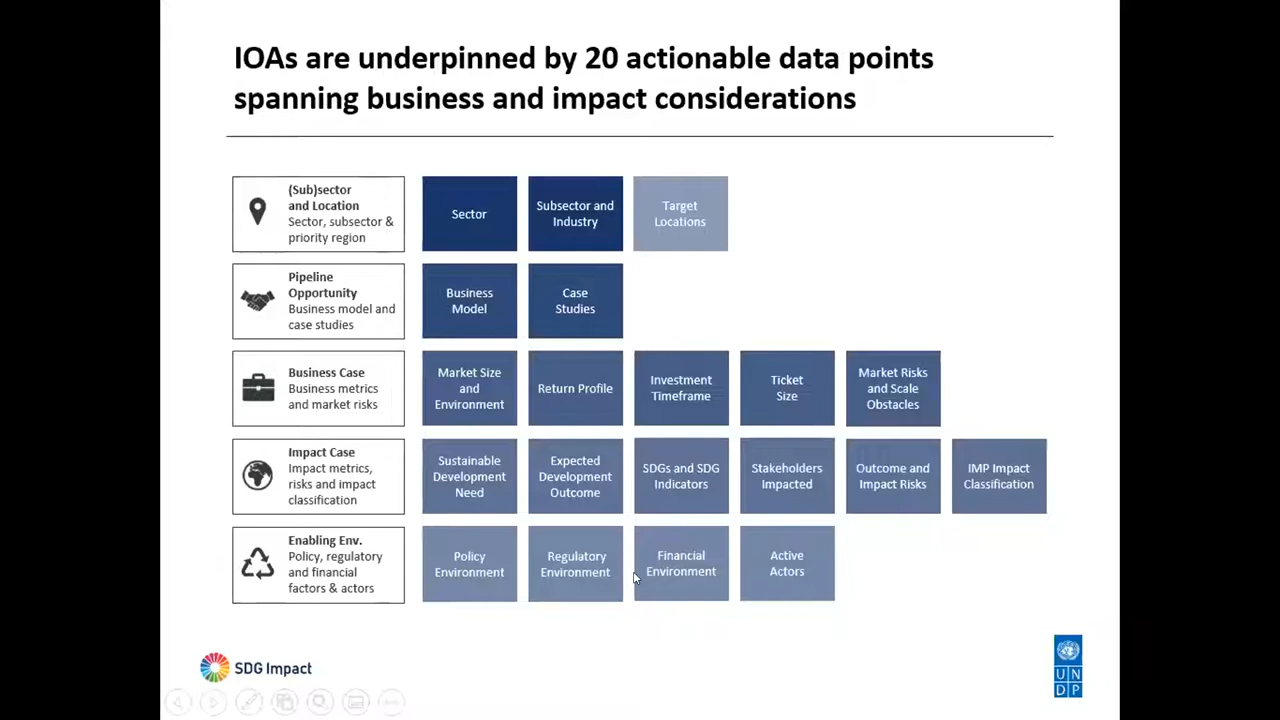 IOAs are underpinned by 20 actionable data points
spanning business and impact considerations
(Sub)sector
and Location
Sector, subsector &
priority region
Sector
Subsector and
Industry
Target
Locations
Pipeline
Opportunity
Business model and
case studies
Business
Model
Case
Studies
Business Case
Business metrics
and market risks
Market Size
and
Environment
Return Profile
Investment
Timeframe
Ticket
Size
Market Risks
and Scale
Obstacles
Impact Case
Impact metrics,
risks and impact
classification
Sustainable
Development
Need
Expected
Development
Outcome
SDGs and SDG
Indicators
Stakeholders
Impacted
Outcome and
Impact Risks
IMP Impact
Classification
Enabling Env.
Policy, regulatory
and financial
factors & actors
Policy
Environment
Regulatory
Environment
Financial
Environment
Active
Actors
SDG Impact
U N
D P